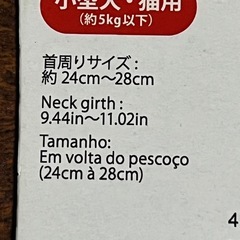 小型犬・猫用
(約5kg以下)
首周りサイズ:
約 24cm〜28cm
Neck girth :
9.44in〜11.02in
Tamanho:
Em volta do pescoço
(24cm à 28cm)
4